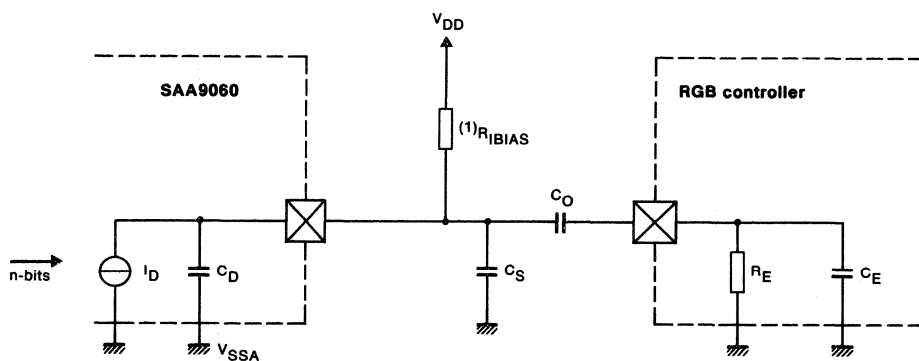 V_DD
SAA9060
RGB controller
(1)R_IBIAS
C_O
n-bits
I_D
C_D
C_S
R_E
C_E
V_SSA